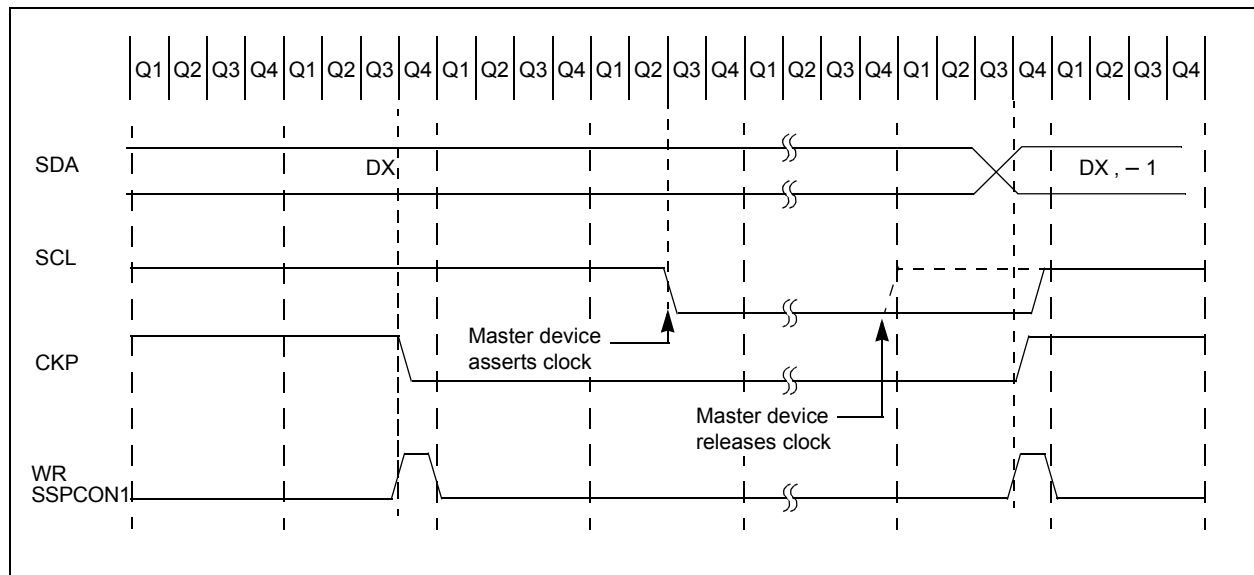 Q1 Q2 Q3 Q4 Q1 Q2 Q3 Q4 Q1 Q2 Q3 Q4 Q1 Q2 Q3 Q4 Q1 Q2 Q3 Q4 Q1 Q2 Q3 Q4 Q1 Q2 Q3 Q4
SDA
DX
DX , – 1
SCL
Master device
asserts clock
CKP
Master device
releases clock
WR
SSPCON1